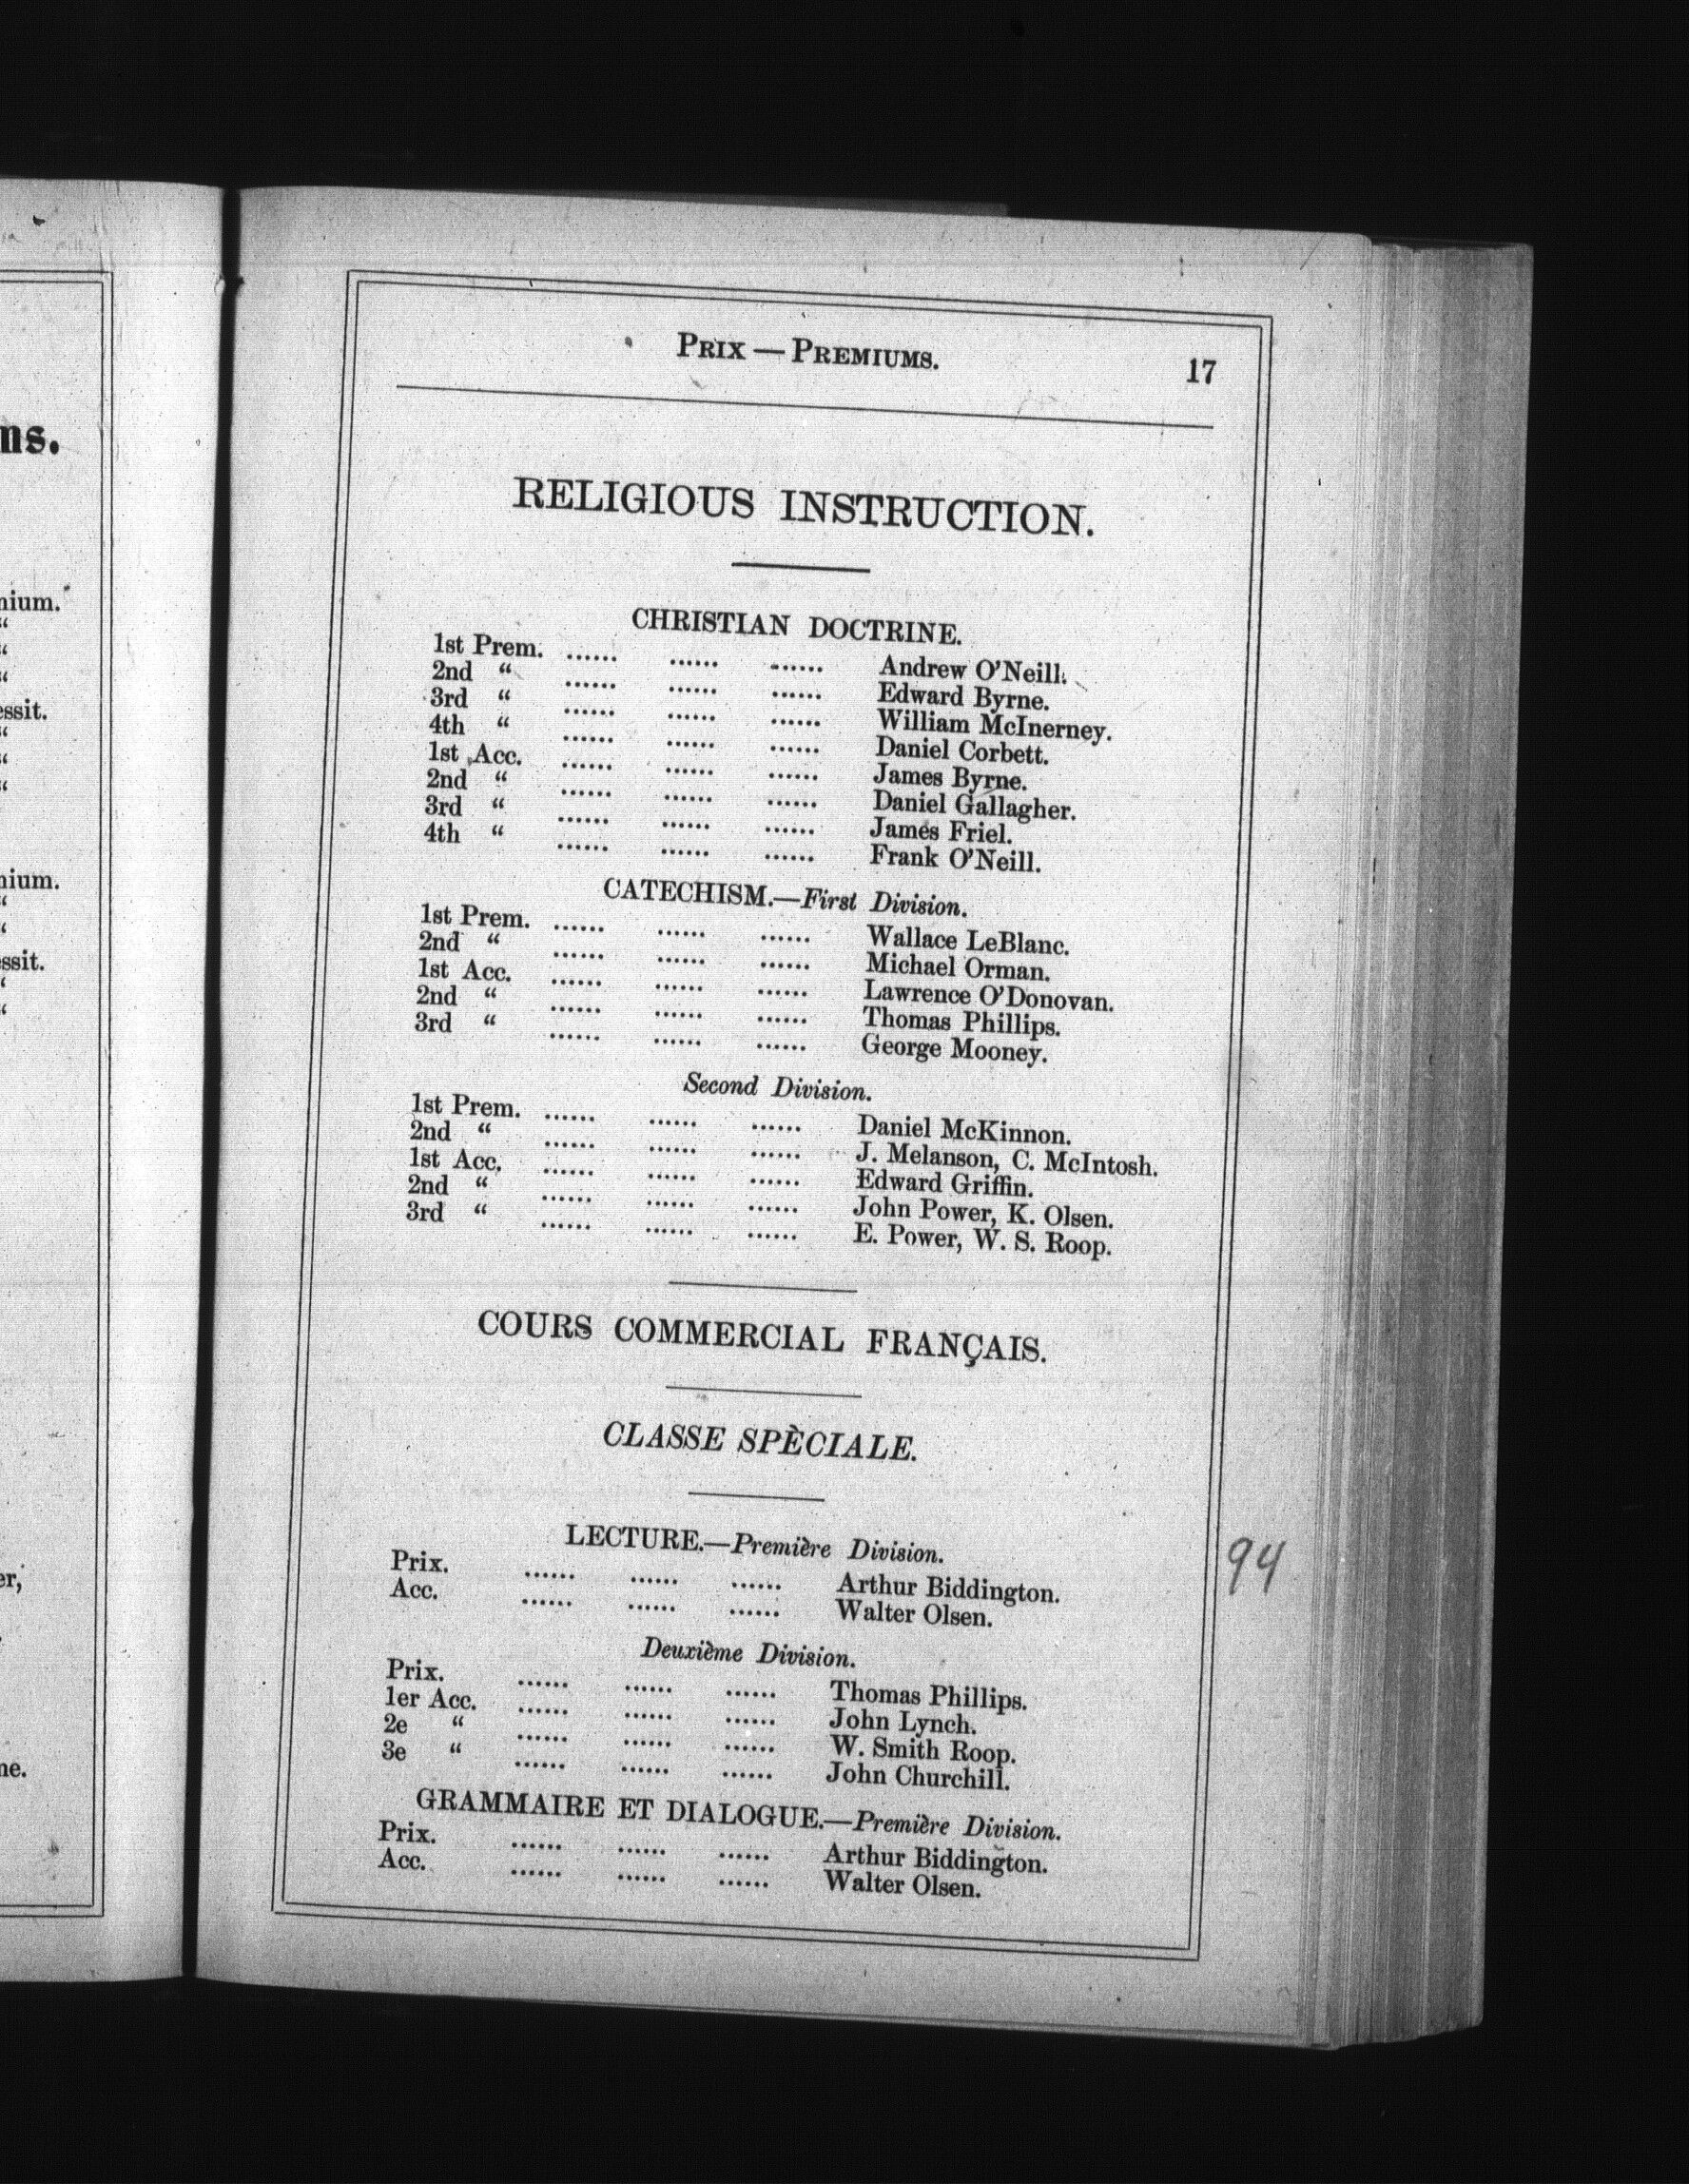 PRIX — PREMIUMS. 17
RELIGIOUS INSTRUCTION.
CHRISTIAN DOCTRINE.
1st Prem. ...... ...... ...... Andrew O'Neill.
2nd “ ...... ...... ...... Edward Byrne.
3rd “ ...... ...... ...... William McInerney.
4th “ ...... ...... ...... Daniel Corbett.
1st Acc. ...... ...... ...... James Byrne.
2nd “ ...... ...... ...... Daniel Gallagher.
3rd “ ...... ...... ...... James Friel.
4th “ ...... ...... ...... Frank O'Neill.
CATECHISM.—First Division.
1st Prem. ...... ...... ...... Wallace LeBlanc.
2nd “ ...... ...... ...... Michael Orman.
1st Acc. ...... ...... ...... Lawrence O'Donovan.
2nd “ ...... ...... ...... Thomas Phillips.
3rd “ ...... ...... ...... George Mooney.
Second Division.
1st Prem. ...... ...... ...... Daniel McKinnon.
2nd “ ...... ...... ...... J. Melanson, C. McIntosh.
1st Acc. ...... ...... ...... Edward Griffin.
2nd “ ...... ...... ...... John Power, K. Olsen.
3rd “ ...... ...... ...... E. Power, W. S. Roop.
COURS COMMERCIAL FRANÇAIS.
CLASSE SPÈCIALE.
LECTURE.—Première Division.
Prix. ...... ...... ...... Arthur Biddington.
Acc. ...... ...... ...... Walter Olsen.
94
Deuxième Division.
Prix. ...... ...... ...... Thomas Phillips.
1er Acc. ...... ...... ...... John Lynch.
2e “ ...... ...... ...... W. Smith Roop.
3e “ ...... ...... ...... John Churchill.
GRAMMAIRE ET DIALOGUE.—Première Division.
Prix. ...... ...... ...... Arthur Biddington.
Acc. ...... ...... ...... Walter Olsen.